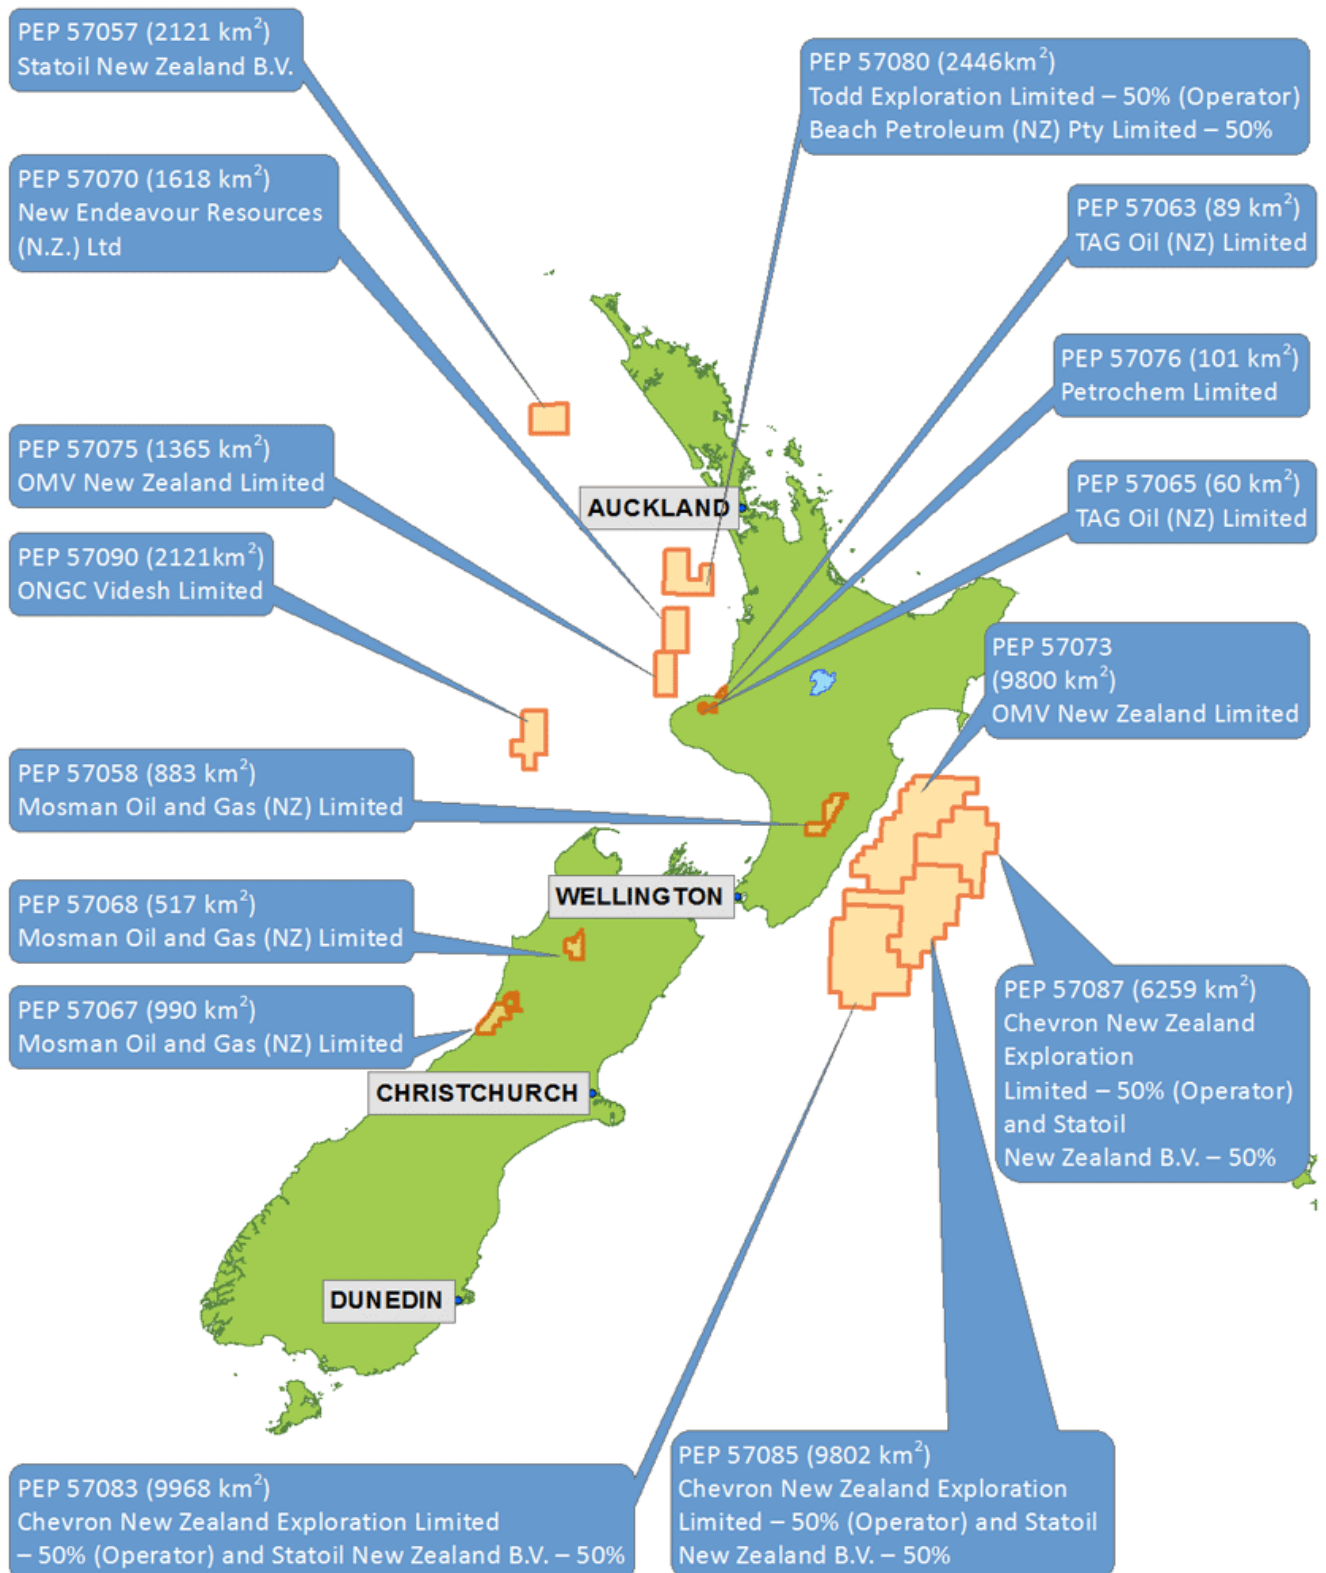 PEP 57057 (2121 km²)
Statoil New Zealand B.V.
PEP 57080 (2446km²)
Todd Exploration Limited – 50% (Operator)
Beach Petroleum (NZ) Pty Limited – 50%
PEP 57070 (1618 km²)
New Endeavour Resources
(N.Z.) Ltd
PEP 57063 (89 km²)
TAG Oil (NZ) Limited
PEP 57076 (101 km²)
Petrochem Limited
PEP 57075 (1365 km²)
OMV New Zealand Limited
PEP 57065 (60 km²)
TAG Oil (NZ) Limited
AUCKLAND
PEP 57090 (2121km²)
ONGC Videsh Limited
PEP 57073
(9800 km²)
OMV New Zealand Limited
PEP 57058 (883 km²)
Mosman Oil and Gas (NZ) Limited
WELLINGTON
PEP 57068 (517 km²)
Mosman Oil and Gas (NZ) Limited
PEP 57067 (990 km²)
Mosman Oil and Gas (NZ) Limited
PEP 57087 (6259 km²)
Chevron New Zealand
Exploration
Limited – 50% (Operator)
and Statoil
New Zealand B.V. – 50%
CHRISTCHURCH
DUNEDIN
PEP 57083 (9968 km²)
Chevron New Zealand Exploration Limited
– 50% (Operator) and Statoil New Zealand B.V. – 50%
PEP 57085 (9802 km²)
Chevron New Zealand Exploration
Limited – 50% (Operator) and Statoil
New Zealand B.V. – 50%